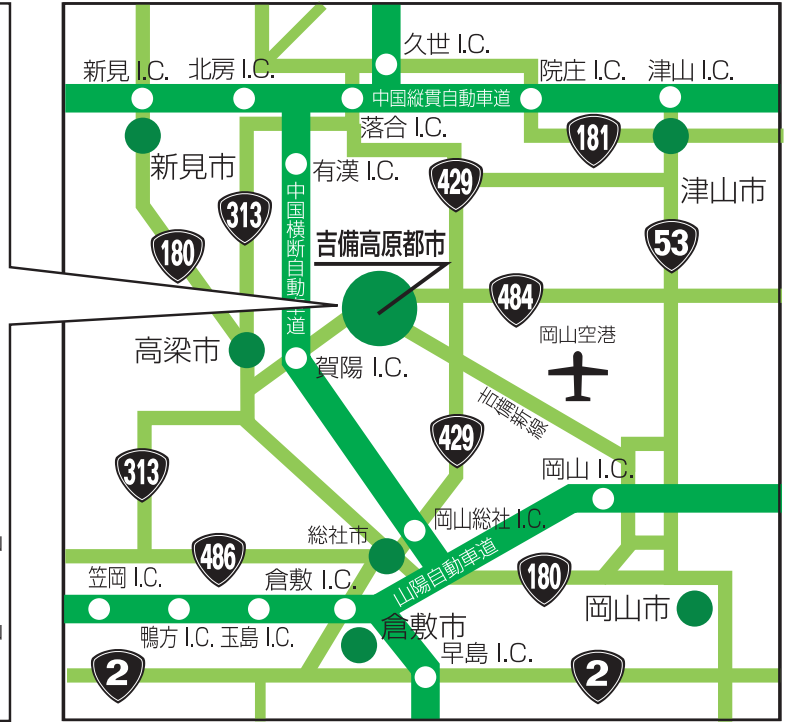 久世 I.C.
新見 I.C.
北房 I.C.
院庄 I.C.
津山 I.C.
中国縦貫自動車道
落合 I.C.
181
新見市
有漢 I.C.
429
津山市
313
180
中国横断自動車道
吉備高原都市
53
484
岡山空港
高梁市
賀陽 I.C.
吉備新線
429
313
岡山 I.C.
岡山総社 I.C.
総社市
486
山陽自動車道
180
笠岡 I.C.
倉敷 I.C.
岡山市
鴨方 I.C.
玉島 I.C.
倉敷市
早島 I.C.
2
2